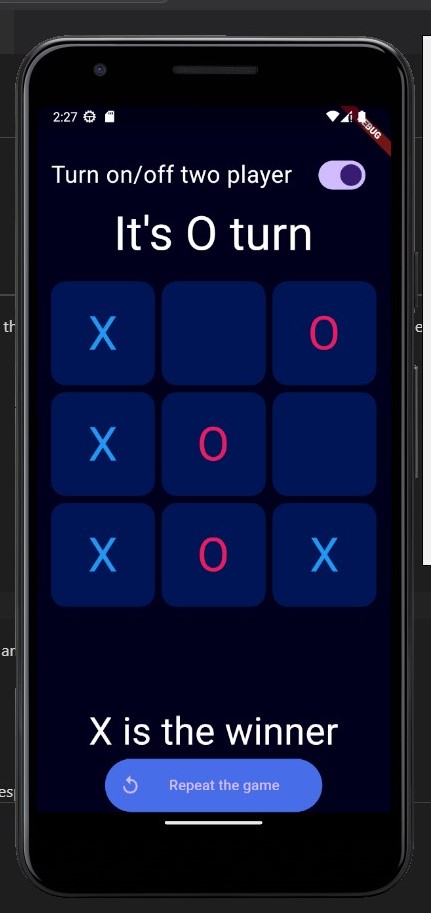 2:27
DEBUG
Turn on/off two player
It's O turn
X O
X O
X O X
X is the winner
Repeat the game